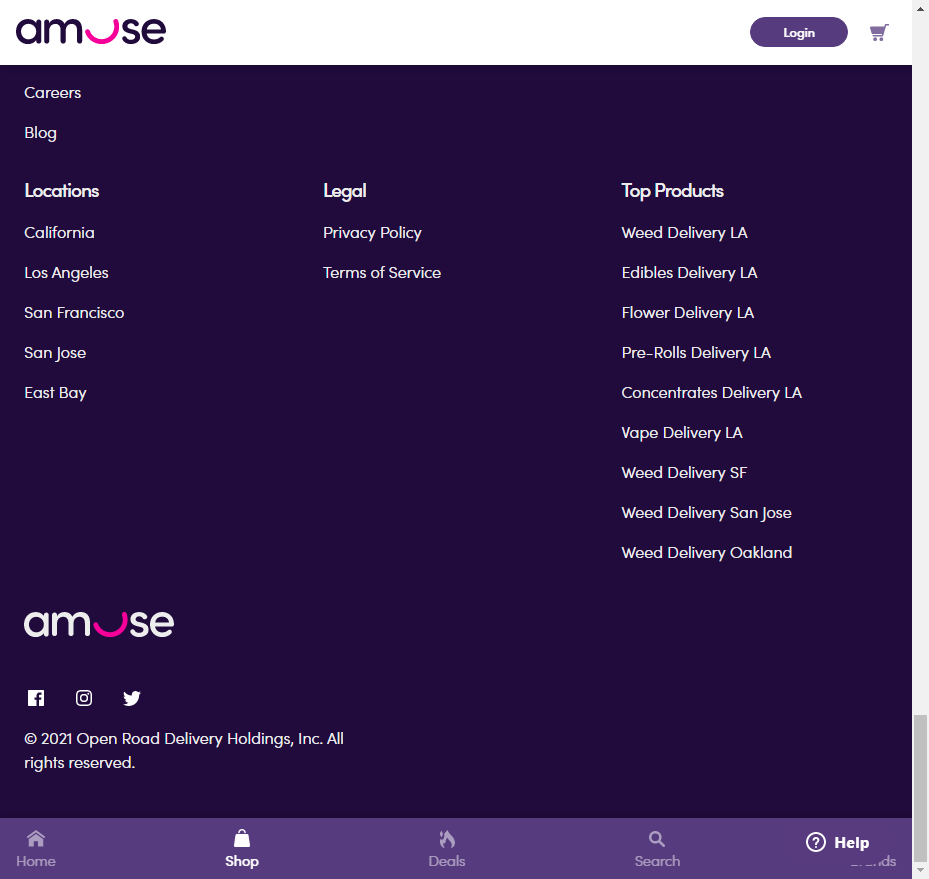 amuse
Login
Careers
Blog
Locations
California
Los Angeles
San Francisco
San Jose
East Bay
Legal
Privacy Policy
Terms of Service
Top Products
Weed Delivery LA
Edibles Delivery LA
Flower Delivery LA
Pre-Rolls Delivery LA
Concentrates Delivery LA
Vape Delivery LA
Weed Delivery SF
Weed Delivery San Jose
Weed Delivery Oakland
amuse
© 2021 Open Road Delivery Holdings, Inc. All
rights reserved.
Home
Shop
Deals
Search
Help
Brands